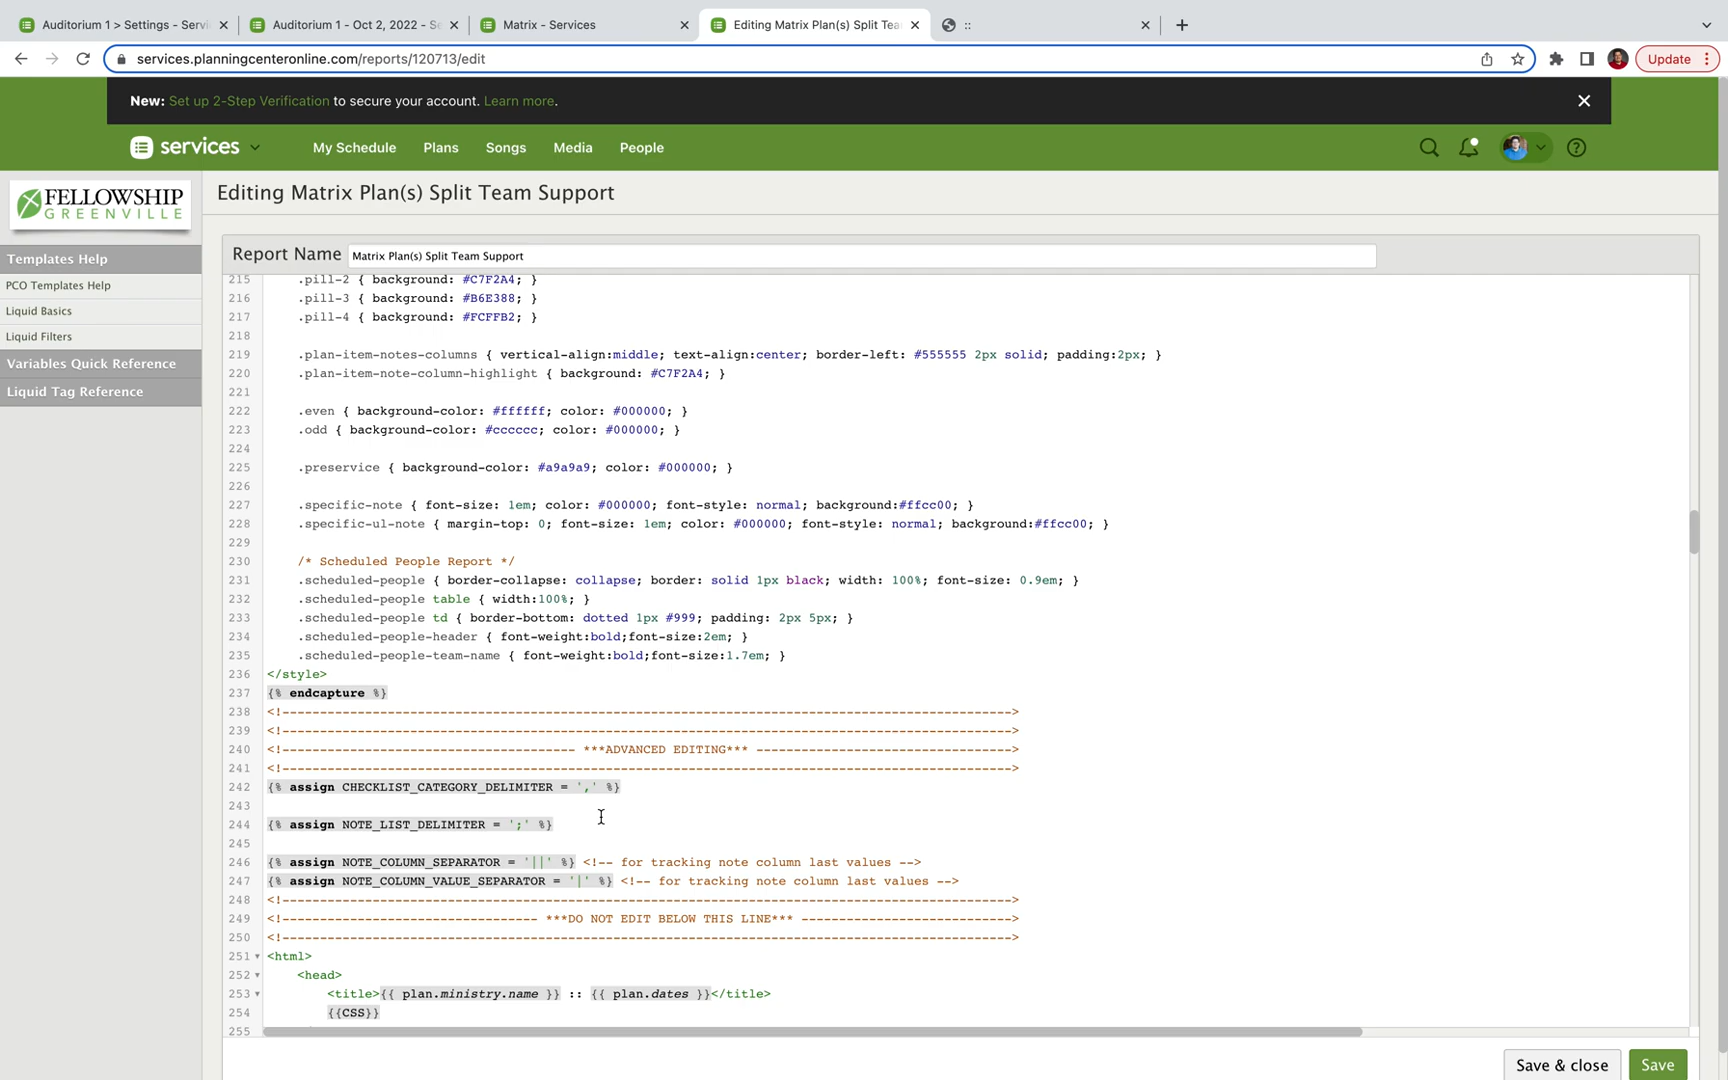 Auditorium 1 > Settings - Servi
Auditorium 1 - Oct 2, 2022 - Se
Matrix - Services
Editing Matrix Plan(s) Split Tea
::
services.planningcenteronline.com/reports/120713/edit
Update
New: Set up 2-Step Verification to secure your account. Learn more.
services
My Schedule
Plans
Songs
Media
People
FELLOWSHIP
GREENVILLE
Editing Matrix Plan(s) Split Team Support
Templates Help
PCO Templates Help
Liquid Basics
Liquid Filters
Variables Quick Reference
Liquid Tag Reference
Report Name Matrix Plan(s) Split Team Support
215 .pill-2 { background: #C7F2A4; }
216 .pill-3 { background: #B6E388; }
217 .pill-4 { background: #FCFFB2; }
218
219 .plan-item-notes-columns { vertical-align:middle; text-align:center; border-left: #555555 2px solid; padding:2px; }
220 .plan-item-note-column-highlight { background: #C7F2A4; }
221
222 .even { background-color: #ffffff; color: #000000; }
223 .odd { background-color: #cccccc; color: #000000; }
224
225 .preservice { background-color: #a9a9a9; color: #000000; }
226
227 .specific-note { font-size: 1em; color: #000000; font-style: normal; background:#ffcc00; }
228 .specific-ul-note { margin-top: 0; font-size: 1em; color: #000000; font-style: normal; background:#ffcc00; }
229
230 /* Scheduled People Report */
231 .scheduled-people { border-collapse: collapse; border: solid 1px black; width: 100%; font-size: 0.9em; }
232 .scheduled-people table { width:100%; }
233 .scheduled-people td { border-bottom: dotted 1px #999; padding: 2px 5px; }
234 .scheduled-people-header { font-weight:bold;font-size:2em; }
235 .scheduled-people-team-name { font-weight:bold;font-size:1.7em; }
236 </style>
237 {% endcapture %}
238 <!------------------------------------------------------------------------------------------------->
239 <!------------------------------------------------------------------------------------------------->
240 <!--------------------------------------- ***ADVANCED EDITING*** ---------------------------------->
241 <!------------------------------------------------------------------------------------------------->
242 {% assign CHECKLIST_CATEGORY_DELIMITER = ',' %}
243
244 {% assign NOTE_LIST_DELIMITER = ';' %}
245
246 {% assign NOTE_COLUMN_SEPARATOR = '||' %} <!-- for tracking note column last values -->
247 {% assign NOTE_COLUMN_VALUE_SEPARATOR = '|' %} <!-- for tracking note column last values -->
248 <!------------------------------------------------------------------------------------------------->
249 <!---------------------------------- ***DO NOT EDIT BELOW THIS LINE*** ---------------------------->
250 <!------------------------------------------------------------------------------------------------->
251 <html>
252 <head>
253 <title>{{ plan.ministry.name }} :: {{ plan.dates }}</title>
254 {{CSS}}
255
Save & close
Save